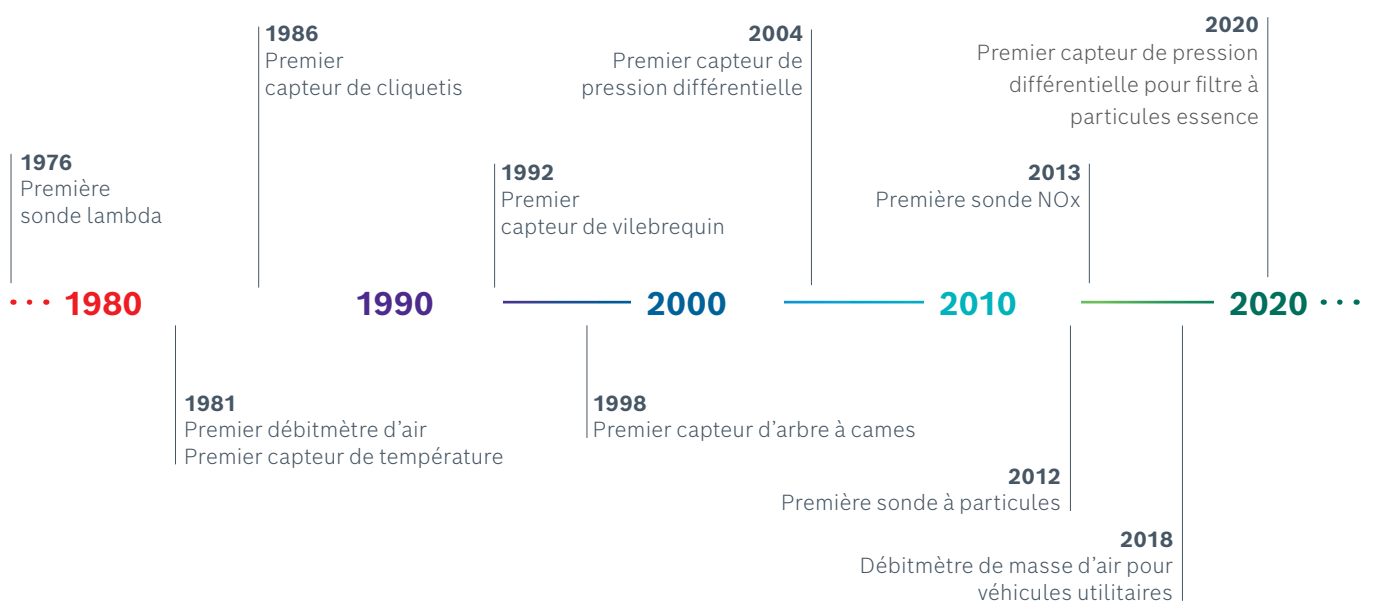 1986
Premier
capteur de cliquetis
2004
Premier capteur de
pression différentielle
2020
Premier capteur de pression
différentielle pour filtre à
particules essence
1976
Première
sonde lambda
1992
Premier
capteur de vilebrequin
2013
Première sonde NOx
... 1980 1990 2000 2010 2020 ...
1981
Premier débitmètre d’air
Premier capteur de température
1998
Premier capteur d’arbre à cames
2012
Première sonde à particules
2018
Débitmètre de masse d’air pour
véhicules utilitaires